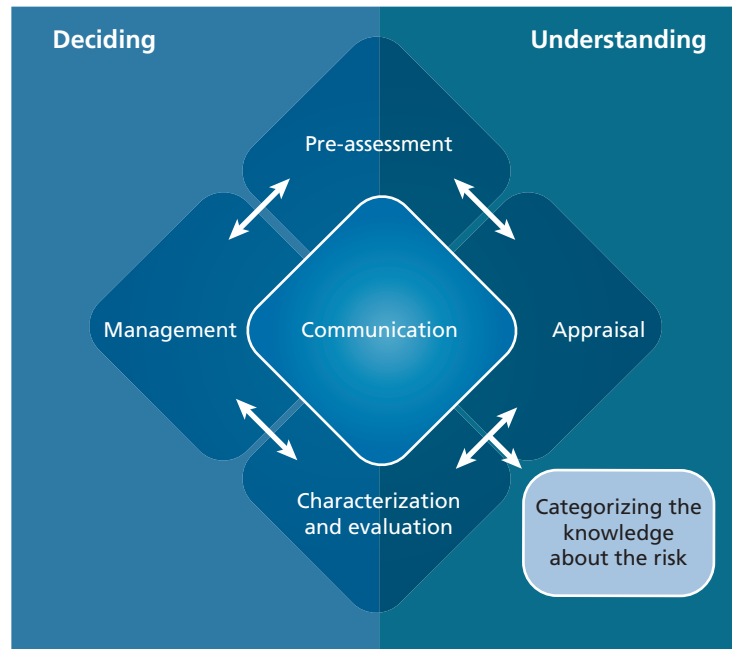 Deciding
Understanding
Pre-assessment
Management
Communication
Appraisal
Characterization
and evaluation
Categorizing the
knowledge
about the risk